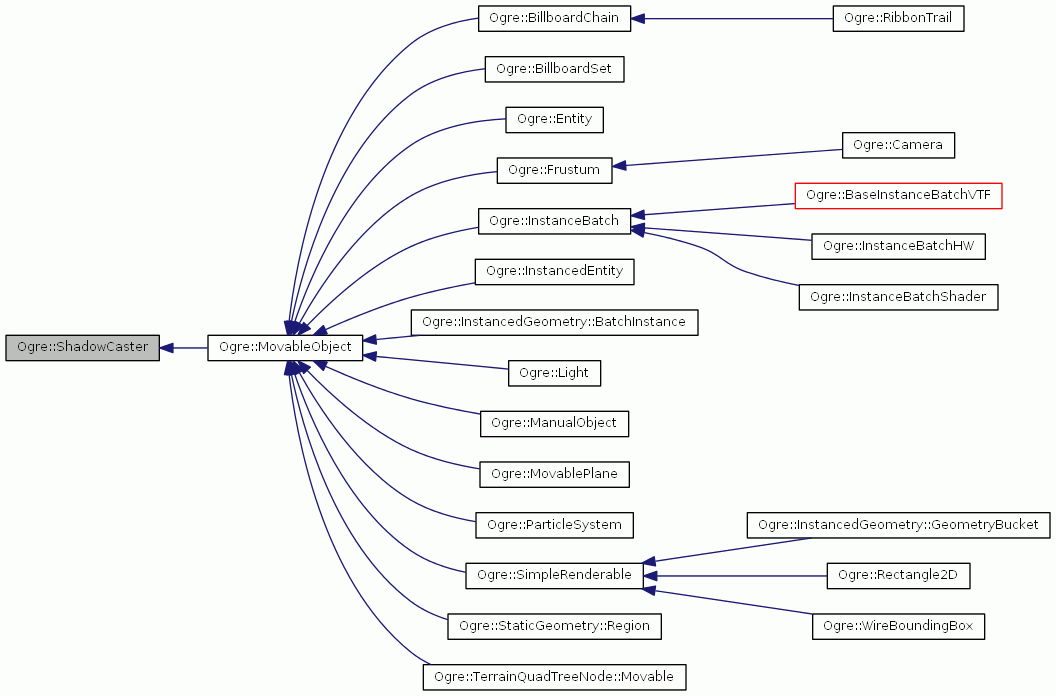 Ogre::ShadowCaster
Ogre::MovableObject
Ogre::BillboardChain
Ogre::RibbonTrail
Ogre::BillboardSet
Ogre::Entity
Ogre::Frustum
Ogre::Camera
Ogre::InstanceBatch
Ogre::BaseInstanceBatchVTF
Ogre::InstanceBatchHW
Ogre::InstanceBatchShader
Ogre::InstancedEntity
Ogre::InstancedGeometry::BatchInstance
Ogre::Light
Ogre::ManualObject
Ogre::MovablePlane
Ogre::ParticleSystem
Ogre::SimpleRenderable
Ogre::InstancedGeometry::GeometryBucket
Ogre::Rectangle2D
Ogre::WireBoundingBox
Ogre::StaticGeometry::Region
Ogre::TerrainQuadTreeNode::Movable